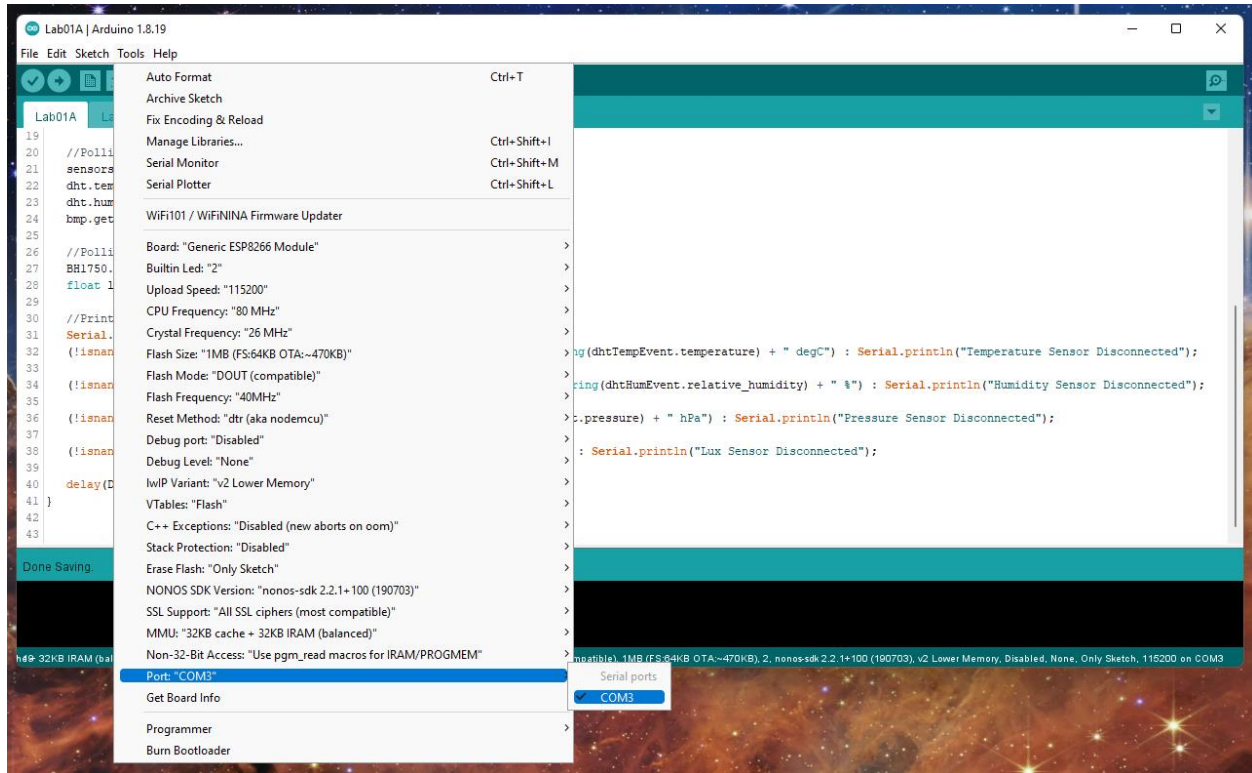 Lab01A | Arduino 1.8.19
File Edit Sketch Tools Help
Lab01A
Auto Format Ctrl+T
Archive Sketch
Fix Encoding & Reload
Manage Libraries... Ctrl+Shift+I
Serial Monitor Ctrl+Shift+M
Serial Plotter Ctrl+Shift+L
WiFi101 / WiFiNINA Firmware Updater
Board: "Generic ESP8266 Module"
Builtin Led: "2"
Upload Speed: "115200"
CPU Frequency: "80 MHz"
Crystal Frequency: "26 MHz"
Flash Size: "1MB (FS:64KB OTA:~470KB)"
Flash Mode: "DOUT (compatible)"
Flash Frequency: "40MHz"
Reset Method: "dtr (aka nodemcu)"
Debug port: "Disabled"
Debug Level: "None"
lwIP Variant: "v2 Lower Memory"
VTables: "Flash"
C++ Exceptions: "Disabled (new aborts on oom)"
Stack Protection: "Disabled"
Erase Flash: "Only Sketch"
NONOS SDK Version: "nonos-sdk 2.2.1+100 (190703)"
SSL Support: "All SSL ciphers (most compatible)"
MMU: "32KB cache + 32KB IRAM (balanced)"
Non-32-Bit Access: "Use pgm_read macros for IRAM/PROGMEM"
Port: "COM3"
Get Board Info
Programmer
Burn Bootloader
Serial ports
COM3
19
20 //Polli
21 sensors
22 dht.tem
23 dht.hum
24 bmp.get
25
26 //Polli
27 BH1750.
28 float l
29
30 //Print
31 Serial.
32 (!isnan ng(dhtTempEvent.temperature) + " degC") : Serial.println("Temperature Sensor Disconnected");
33
34 (!isnan ring(dhtHumEvent.relative_humidity) + " %") : Serial.println("Humidity Sensor Disconnected");
35
36 (!isnan t.pressure) + " hPa") : Serial.println("Pressure Sensor Disconnected");
37
38 (!isnan : Serial.println("Lux Sensor Disconnected");
39
40 delay(D
41 }
42
43
Done Saving.
32KB IRAM (bal mpatible), 1MB (FS:64KB OTA:~470KB), 2, nonos-sdk 2.2.1+100 (190703), v2 Lower Memory, Disabled, None, Only Sketch, 115200 on COM3